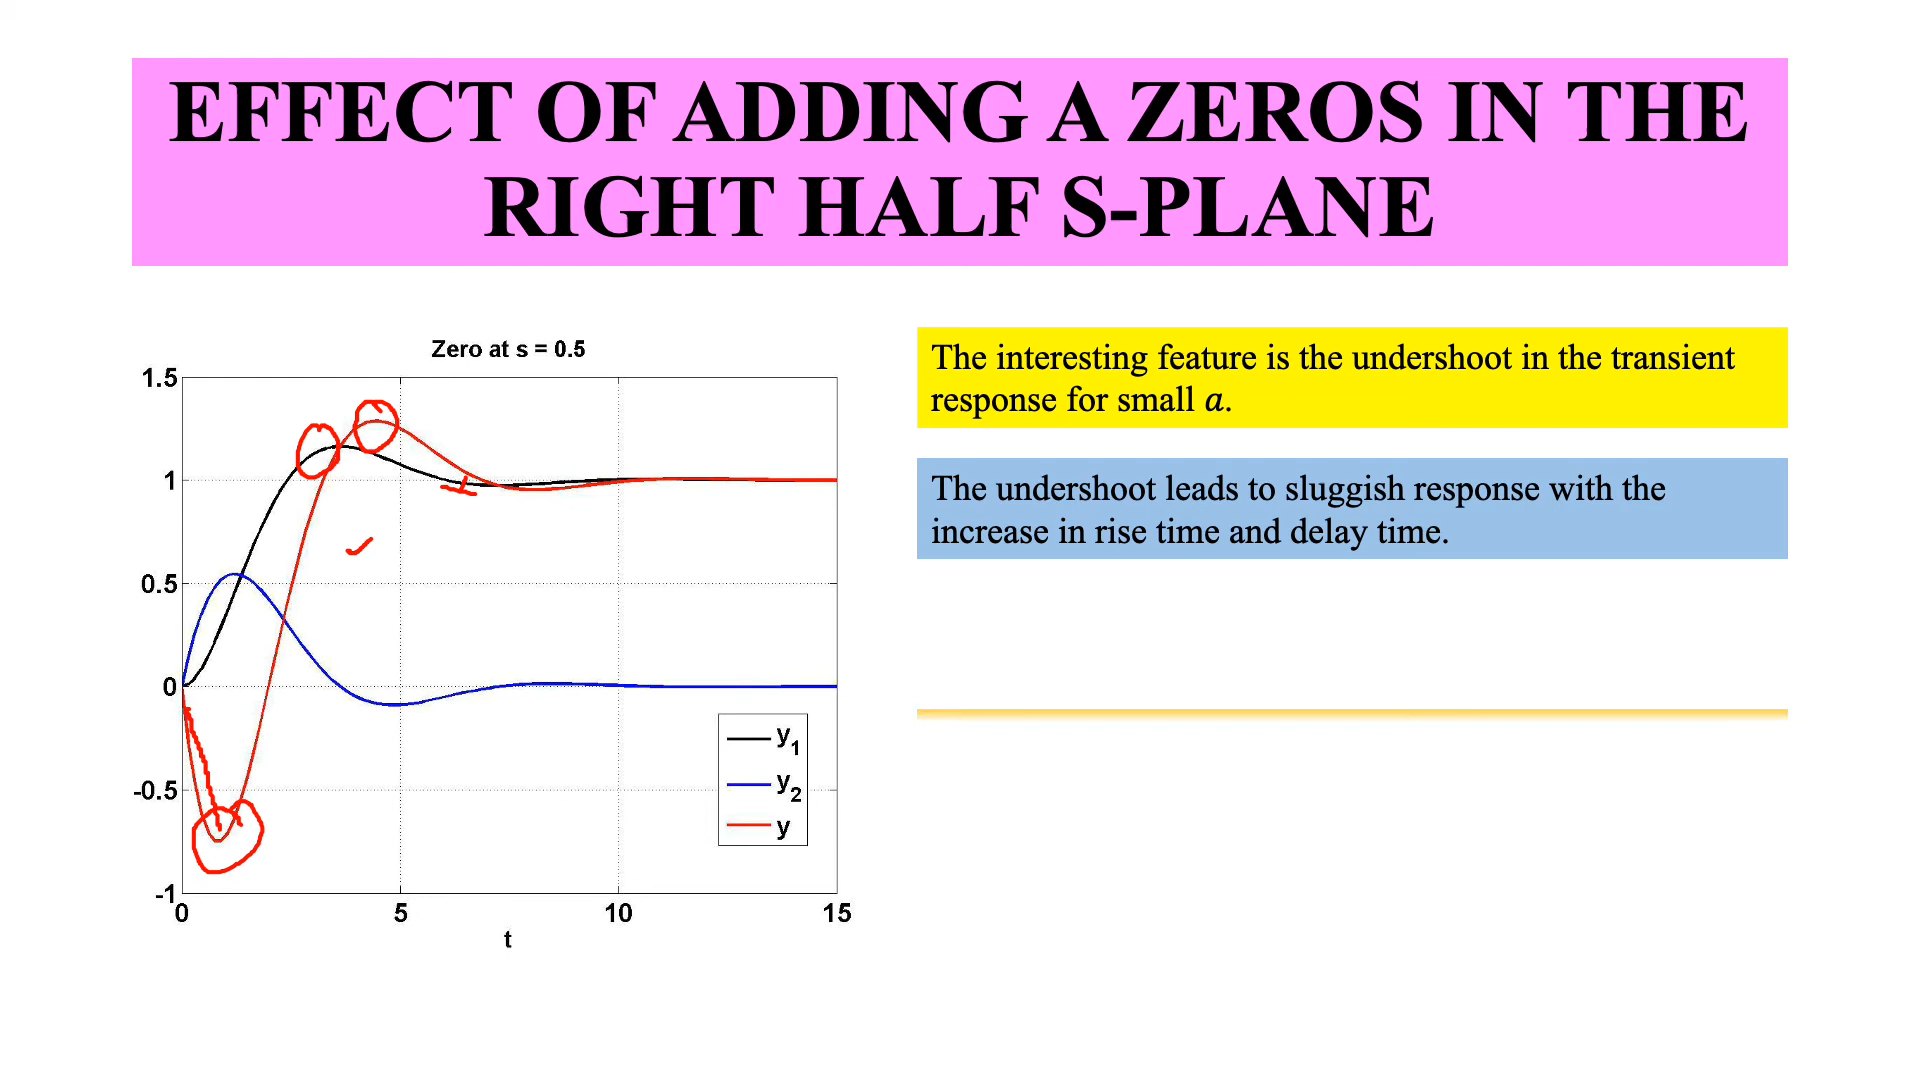 EFFECT OF ADDING A ZEROS IN THE
RIGHT HALF S-PLANE
Zero at s = 0.5
1.5
1
0.5
0
-0.5
-1
0
5
10
15
t
y1
y2
y
The interesting feature is the undershoot in the transient
response for small a.
The undershoot leads to sluggish response with the
increase in rise time and delay time.